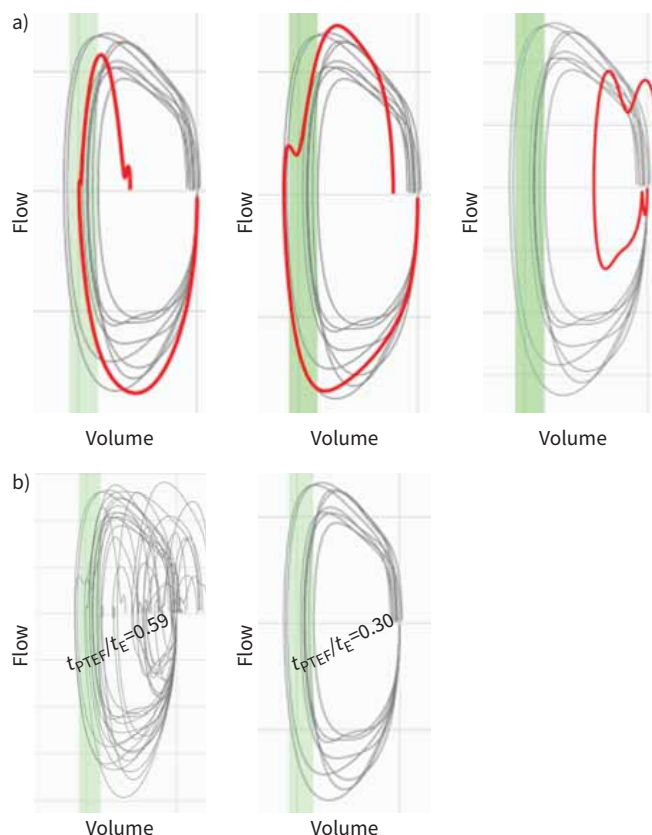 a)
Flow
Flow
Flow
Volume
Volume
Volume
b)
Flow
t_PTEF/t_E=0.59
Flow
t_PTEF/t_E=0.30
Volume
Volume